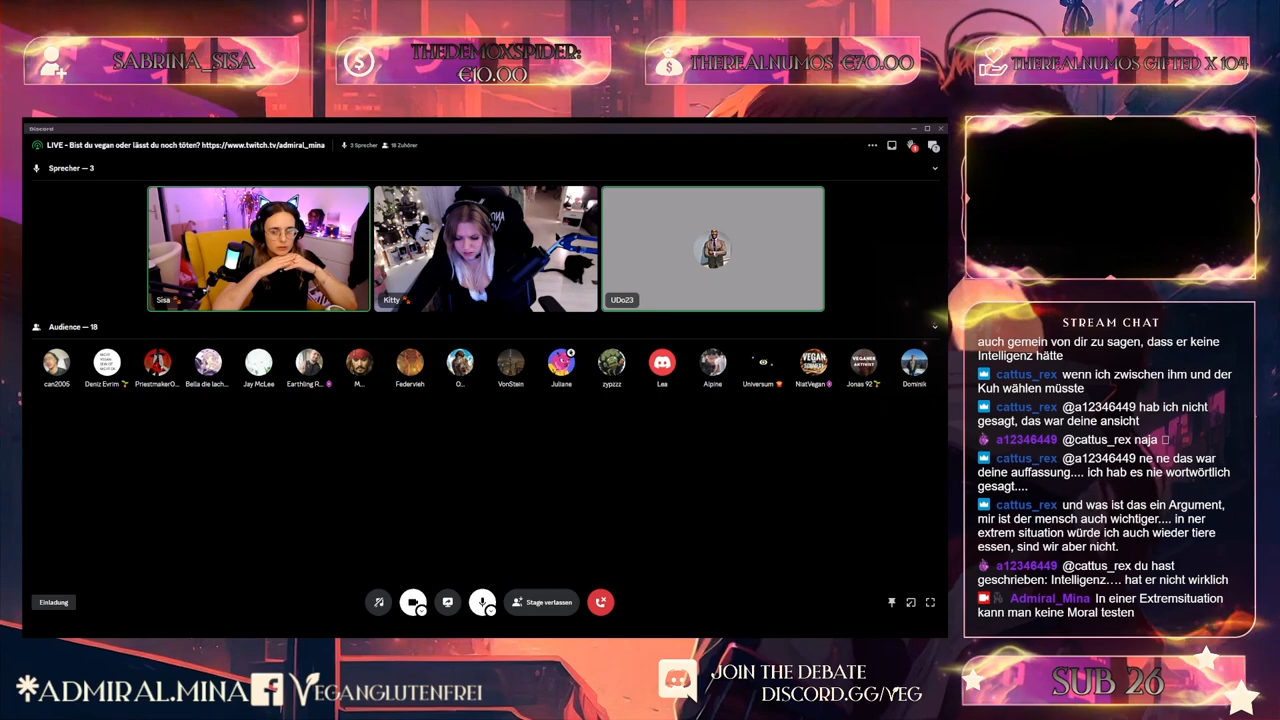 SABRINA_SISA
THEDEMOXSPIDER:
€10.00
THEREALNUMOS €70.00
THEREALNUMOS GIFTED X 104
Discord
LIVE - Bist du vegan oder lässt du noch töten? https://www.twitch.tv/admiral_mina
3 Sprecher
18 Zuhörer
Sprecher — 3
Sisa
Kitty
UDo23
Audience — 18
can2005
Deniz Evrim
PriestmakerO...
Bella die lach...
Jay McLee
Earthling R...
M...
Federvieh
O...
VonStein
Juliane
zypzzz
Lea
Alpine
Universum
NiatVegan
Jonas 92
Dominik
Einladung
Stage verlassen
STREAM CHAT
auch gemein von dir zu sagen, dass er keine
Intelligenz hätte
cattus_rex wenn ich zwischen ihm und der
Kuh wählen müsste
cattus_rex @a12346449 hab ich nicht
gesagt, das war deine ansicht
a12346449 @cattus_rex naja
cattus_rex @a12346449 ne ne das war
deine auffassung.... ich hab es nie wortwörtlich
gesagt....
cattus_rex und was ist das ein Argument,
mir ist der mensch auch wichtiger.... in ner
extrem situation würde ich auch wieder tiere
essen, sind wir aber nicht.
a12346449 @cattus_rex du hast
geschrieben: Intelligenz.... hat er nicht wirklich
Admiral_Mina In einer Extremsituation
kann man keine Moral testen
*ADMIRAL.MINA
VEGANGLUTENFREI
JOIN THE DEBATE
DISCORD.GG/VEG
SUB 26